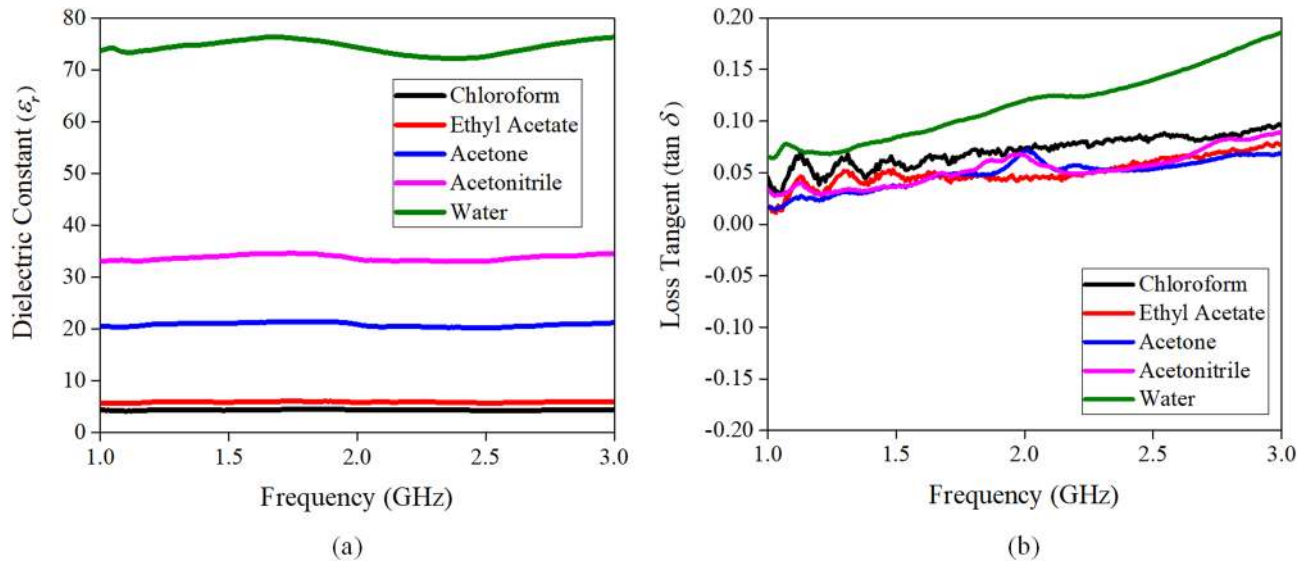 80
70
60
50
40
30
20
10
0
Dielectric Constant (εr)
Chloroform
Ethyl Acetate
Acetone
Acetonitrile
Water
1.0 1.5 2.0 2.5 3.0
Frequency (GHz)
(a)
0.20
0.15
0.10
0.05
0.00
-0.05
-0.10
-0.15
-0.20
Loss Tangent (tan δ)
Chloroform
Ethyl Acetate
Acetone
Acetonitrile
Water
1.0 1.5 2.0 2.5 3.0
Frequency (GHz)
(b)